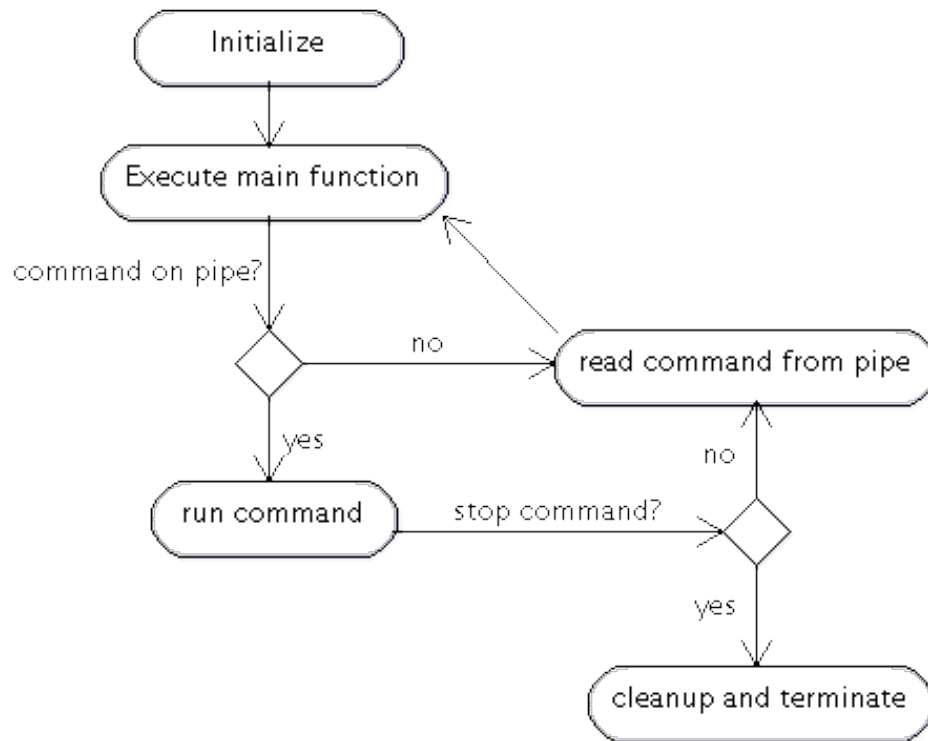 Initialize
Execute main function
command on pipe?
no
read command from pipe
yes
no
run command
stop command?
yes
cleanup and terminate